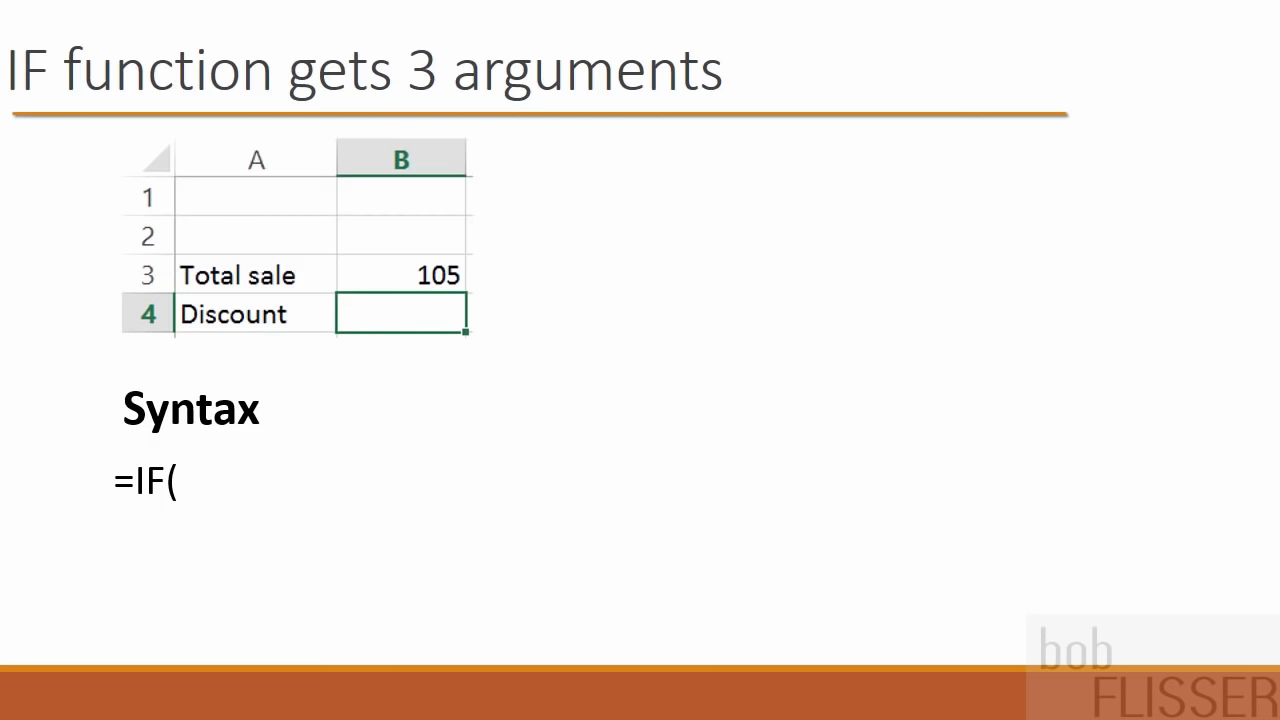 IF function gets 3 arguments
A B
1
2
3 Total sale 105
4 Discount
Syntax
=IF(
bob
FLISSER